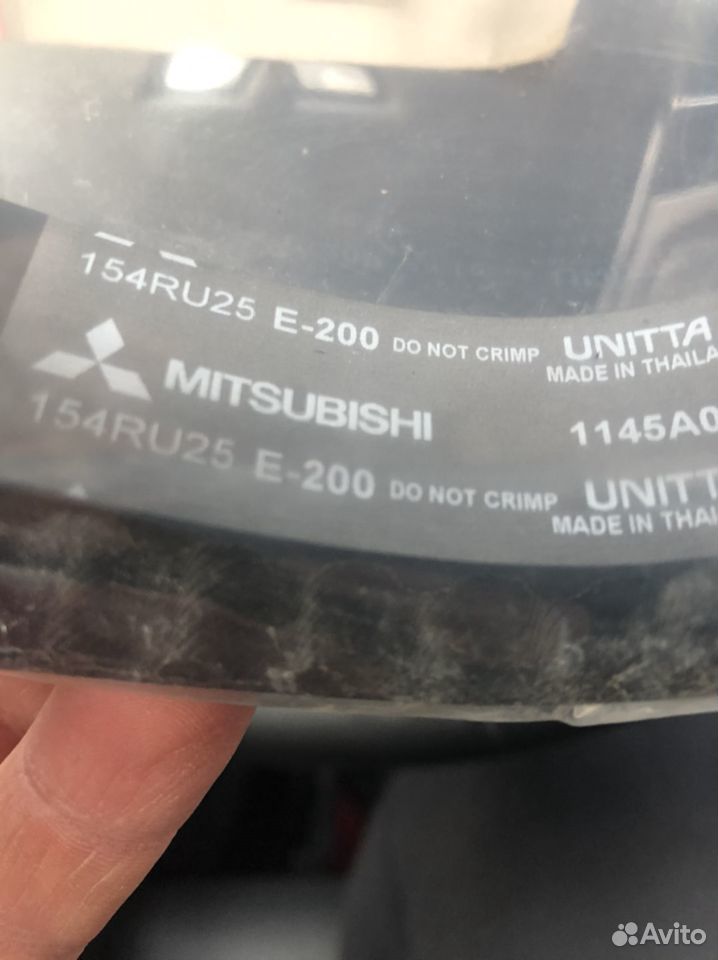 154RU25 E-200 DO NOT CRIMP UNITTA
MADE IN THAILA
MITSUBISHI 1145A0
154RU25 E-200 DO NOT CRIMP UNITT
MADE IN THAI
Avito